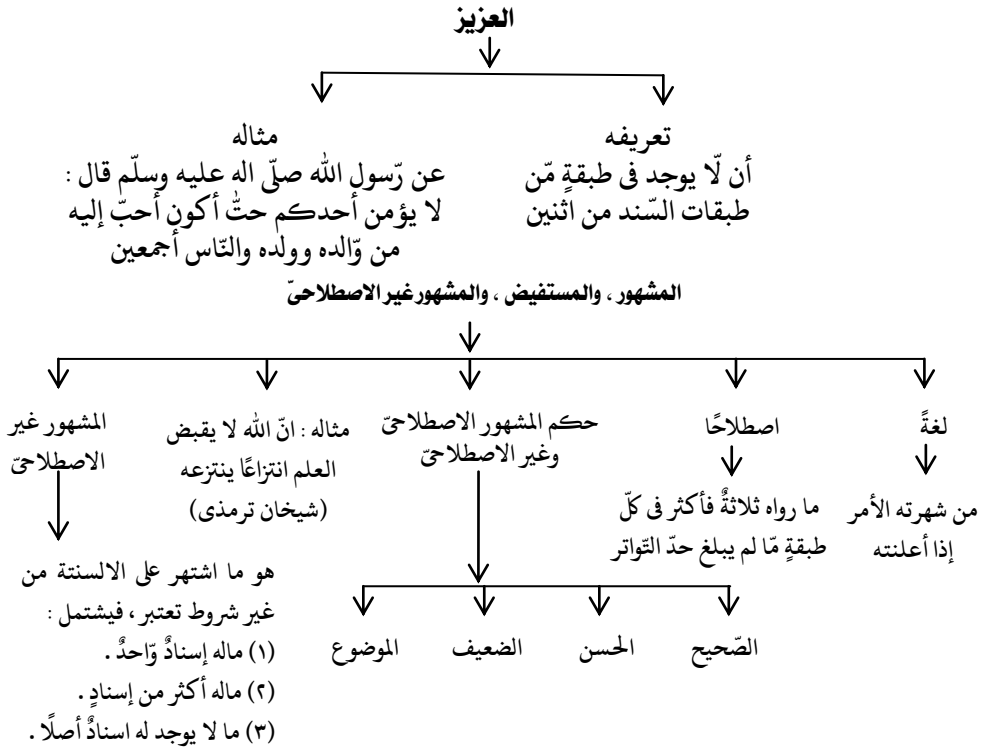 العزيز
تعريفه
أن لّا يوجد فى طبقةٍ مّن
طبقات السّند من اثنين
مثاله
عن رّسول الله صلّى اله عليه وسلّم قال :
لا يؤمن أحدكم حتّٰ أكون أحبّ إليه
من وّالده وولده والنّاس أجمعين
المشهور ، والمستفيض ، والمشهور غير الاصطلاحىّ
لغةً
من شهرته الأمر
إذا أعلنته
اصطلاحًا
ما رواه ثلاثةٌ فأكثر فى كلّ
طبقةٍ مّا لم يبلغ حدّ التّواتر
حكم المشهور الاصطلاحىّ
وغير الاصطلاحىّ
الصّحيح
الحسن
الضعيف
الموضوع
مثاله : انّ الله لا يقبض
العلم انتزاعًا ينتزعه
(شيخان ترمذى)
المشهور غير
الاصطلاحىّ
هو ما اشتهر على الالسنتة من
غير شروط تعتبر ، فيشتمل :
(١) ماله إسنادٌ وّاحدٌ .
(٢) ماله أكثر من إسنادٍ .
(٣) ما لا يوجد له اسنادٌ أصلًا .